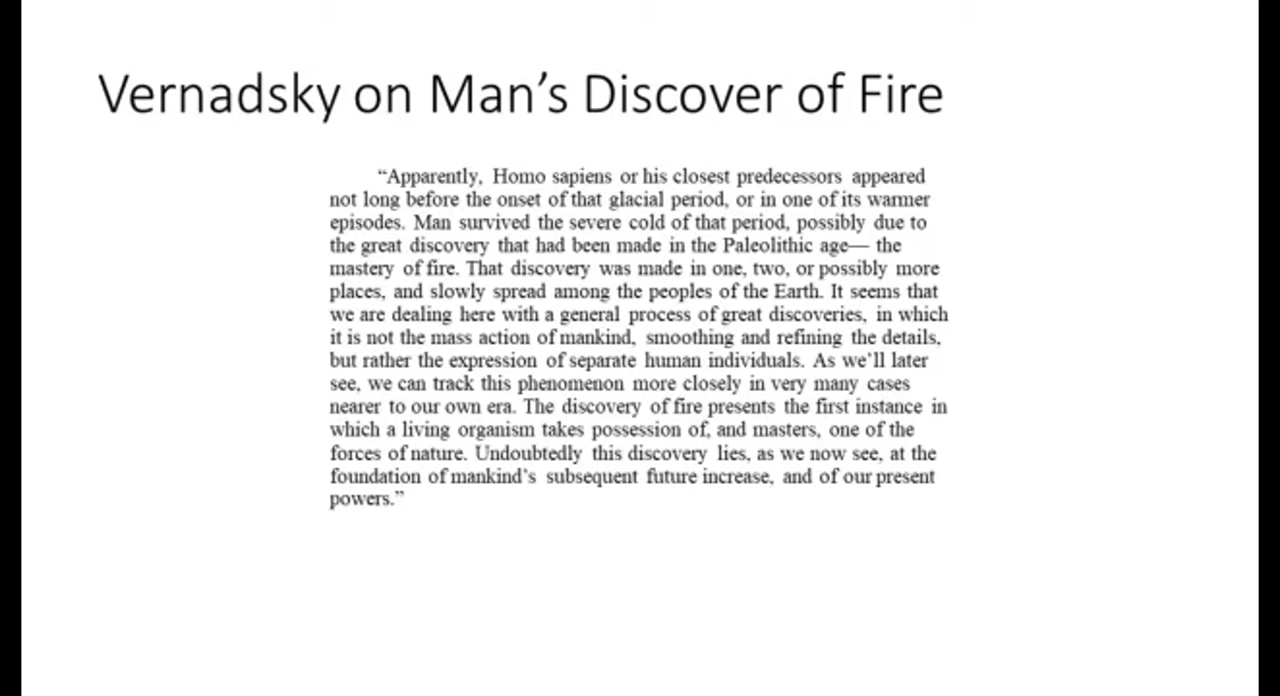 Vernadsky on Man’s Discover of Fire
“Apparently, Homo sapiens or his closest predecessors appeared
not long before the onset of that glacial period, or in one of its warmer
episodes. Man survived the severe cold of that period, possibly due to
the great discovery that had been made in the Paleolithic age— the
mastery of fire. That discovery was made in one, two, or possibly more
places, and slowly spread among the peoples of the Earth. It seems that
we are dealing here with a general process of great discoveries, in which
it is not the mass action of mankind, smoothing and refining the details,
but rather the expression of separate human individuals. As we’ll later
see, we can track this phenomenon more closely in very many cases
nearer to our own era. The discovery of fire presents the first instance in
which a living organism takes possession of, and masters, one of the
forces of nature. Undoubtedly this discovery lies, as we now see, at the
foundation of mankind’s subsequent future increase, and of our present
powers.”